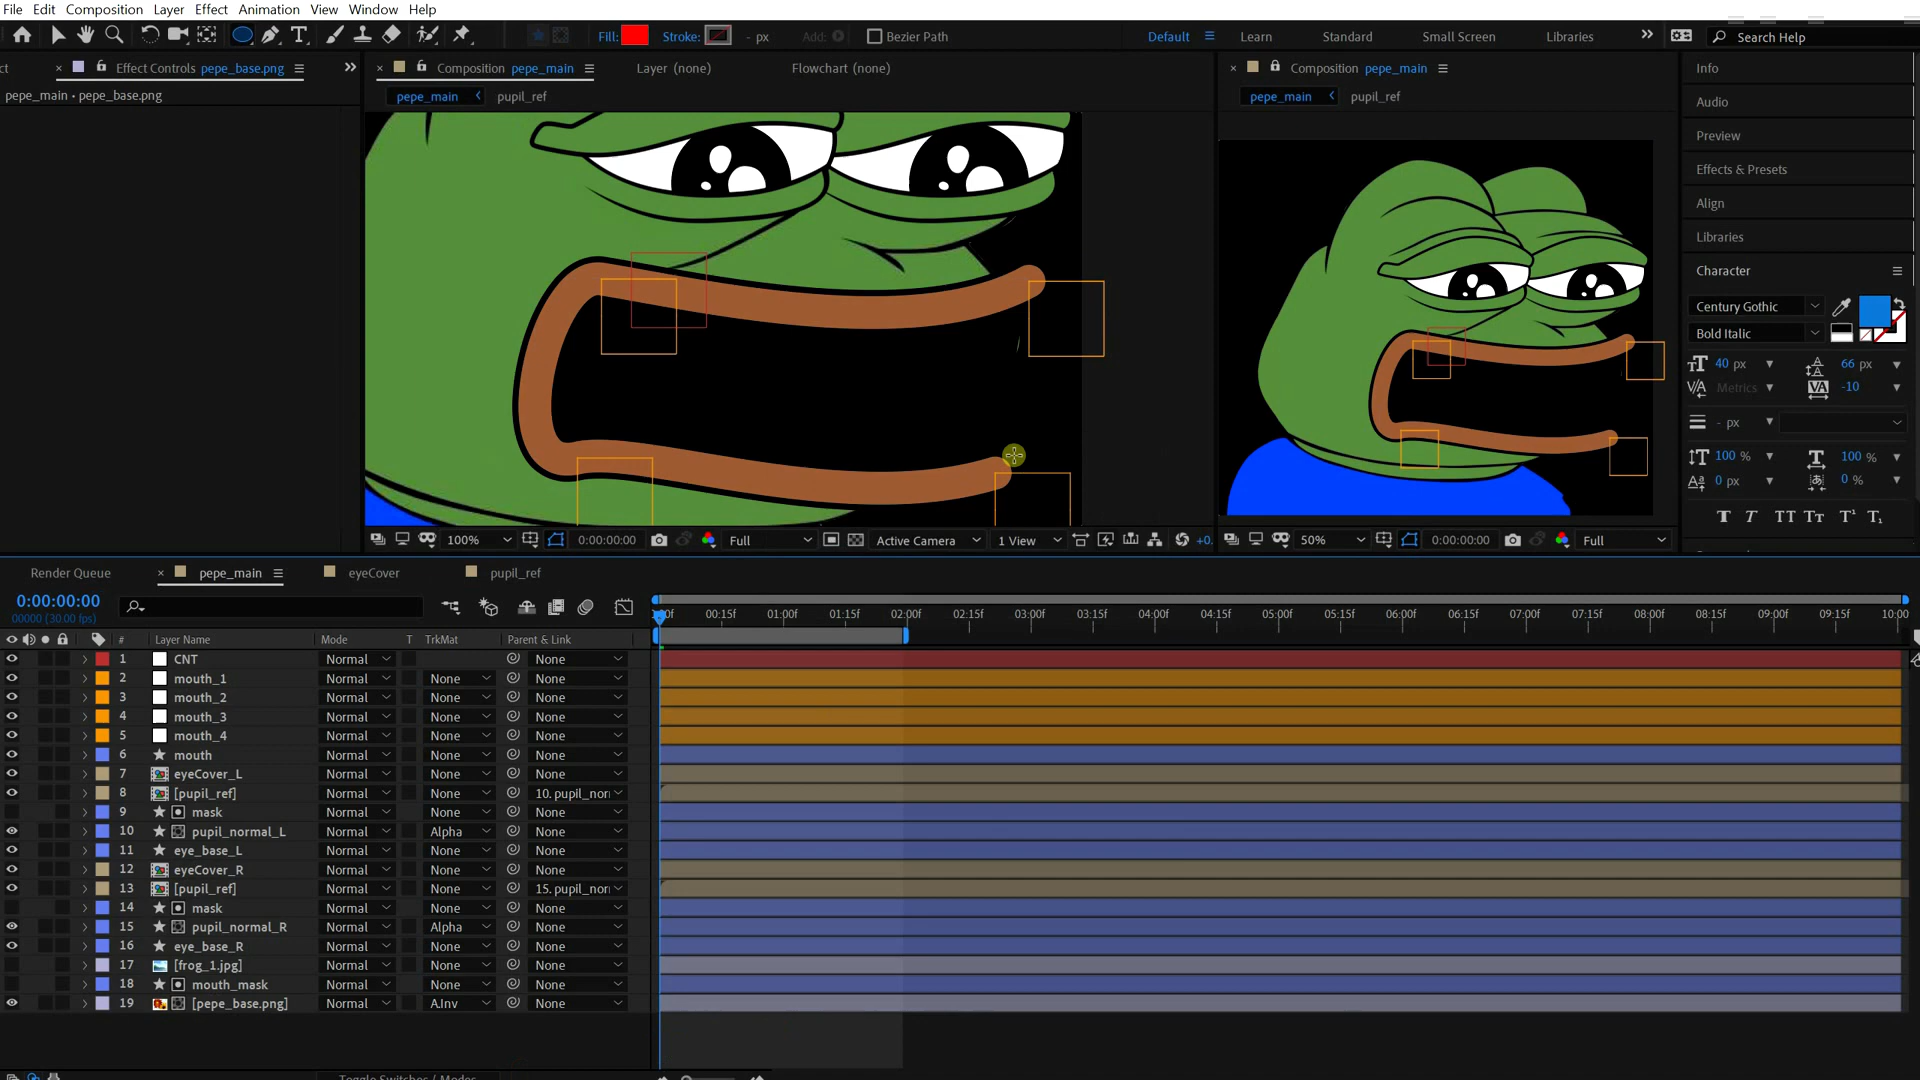 File Edit Composition Layer Effect Animation View Window Help
Fill: Stroke: - px Add: Bezier Path Default Learn Standard Small Screen Libraries Search Help
ct Effect Controls pepe_base.png Composition pepe_main Layer (none) Flowchart (none) Composition pepe_main Info
pepe_main • pepe_base.png pepe_main pupil_ref pepe_main pupil_ref
Audio
Preview
Effects & Presets
Align
Libraries
Character
Century Gothic
Bold Italic
40 px 66 px
Metrics -10
- px
100 % 100 %
0 px 0 %
T T TT Tт T¹ T₁
100% 0:00:00:00 Full Active Camera 1 View +0. 50% 0:00:00:00 Full
Render Queue pepe_main eyeCover pupil_ref
0:00:00:00
00000 (30.00 fps)
00f 00:15f 01:00f 01:15f 02:00f 02:15f 03:00f 03:15f 04:00f 04:15f 05:00f 05:15f 06:00f 06:15f 07:00f 07:15f 08:00f 08:15f 09:00f 09:15f 10:00
# Layer Name Mode T TrkMat Parent & Link
1 CNT Normal None
2 mouth_1 Normal None None
3 mouth_2 Normal None None
4 mouth_3 Normal None None
5 mouth_4 Normal None None
6 mouth Normal None None
7 eyeCover_L Normal None None
8 [pupil_ref] Normal None 10. pupil_nor
9 mask Normal None None
10 pupil_normal_L Normal Alpha None
11 eye_base_L Normal None None
12 eyeCover_R Normal None None
13 [pupil_ref] Normal None 15. pupil_nor
14 mask Normal None None
15 pupil_normal_R Normal Alpha None
16 eye_base_R Normal None None
17 [frog_1.jpg] Normal None None
18 mouth_mask Normal None None
19 [pepe_base.png] Normal A.Inv None
Toggle Switches / Modes